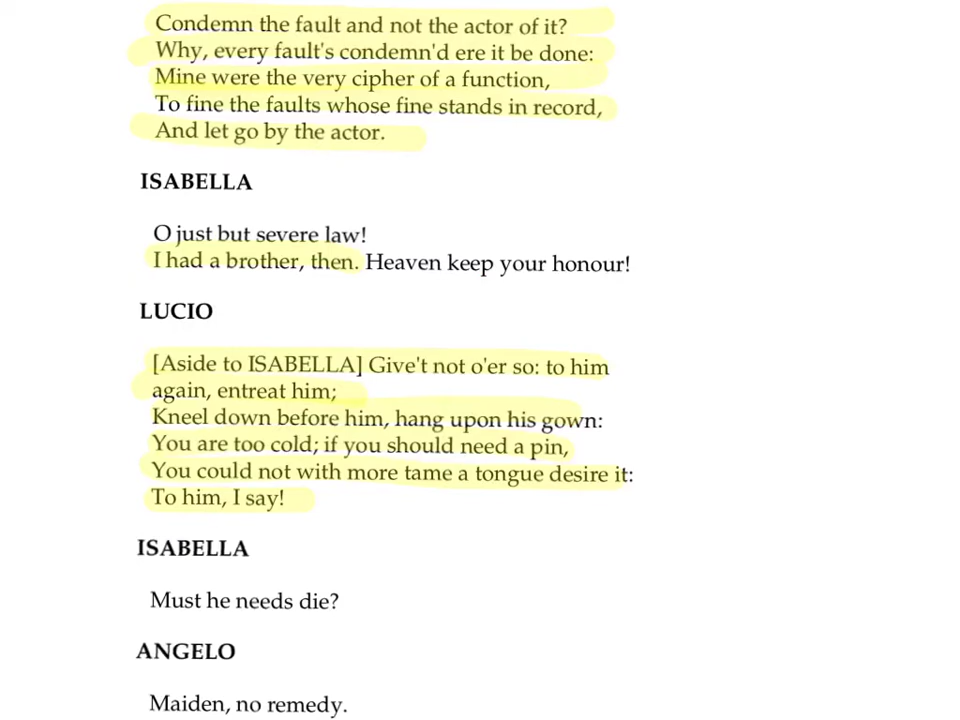 Condemn the fault and not the actor of it?
Why, every fault's condemn'd ere it be done:
Mine were the very cipher of a function,
To fine the faults whose fine stands in record,
And let go by the actor.
ISABELLA
O just but severe law!
I had a brother, then. Heaven keep your honour!
LUCIO
[Aside to ISABELLA] Give't not o'er so: to him
again, entreat him;
Kneel down before him, hang upon his gown:
You are too cold; if you should need a pin,
You could not with more tame a tongue desire it:
To him, I say!
ISABELLA
Must he needs die?
ANGELO
Maiden, no remedy.